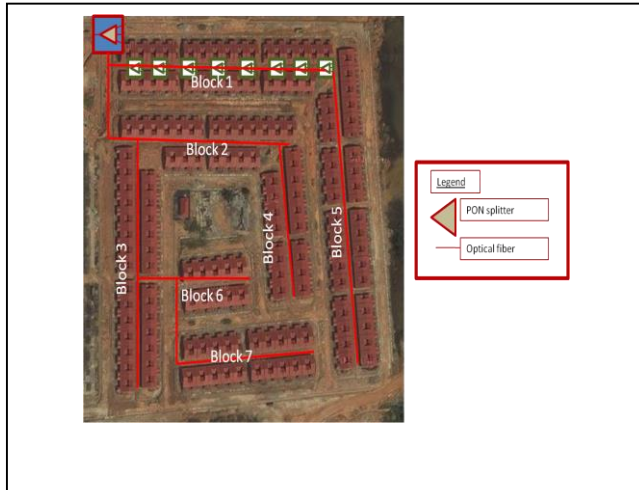 Block 1
Block 2
Block 3
Block 4
Block 5
Block 6
Block 7
Legend
PON splitter
Optical fiber